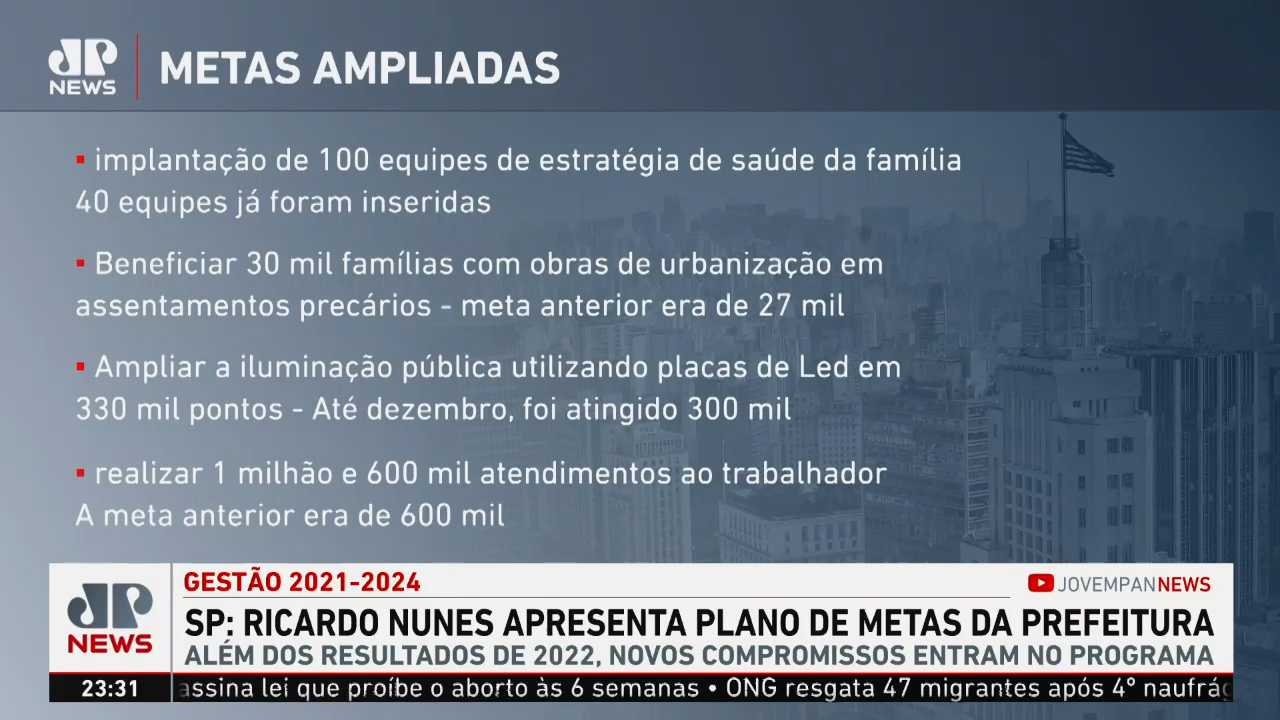 JP
NEWS
METAS AMPLIADAS
▪ implantação de 100 equipes de estratégia de saúde da família
40 equipes já foram inseridas
▪ Beneficiar 30 mil famílias com obras de urbanização em
assentamentos precários - meta anterior era de 27 mil
▪ Ampliar a iluminação pública utilizando placas de Led em
330 mil pontos - Até dezembro, foi atingido 300 mil
▪ realizar 1 milhão e 600 mil atendimentos ao trabalhador
A meta anterior era de 600 mil
JP
NEWS
GESTÃO 2021-2024
JOVEMPANNEWS
SP: RICARDO NUNES APRESENTA PLANO DE METAS DA PREFEITURA
ALÉM DOS RESULTADOS DE 2022, NOVOS COMPROMISSOS ENTRAM NO PROGRAMA
23:31
assina lei que proíbe o aborto às 6 semanas • ONG resgata 47 migrantes após 4º